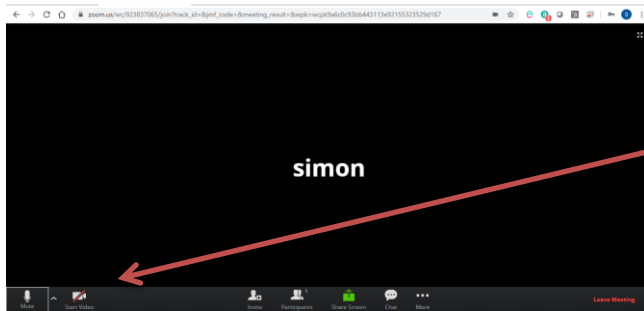 zoom.us/wc/923837065/join?track_id=&jmf_code=&meeting_result=&wpk=wcpk9a6c0c93bb443113e92155323529d167
simon
Mute Start Video Invite Participants 1 Share Screen Chat More Leave Meeting